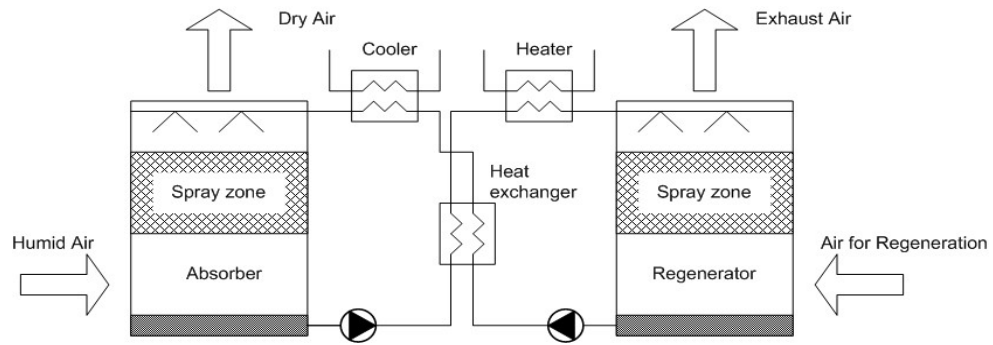 Dry Air
Exhaust Air
Cooler
Heater
Spray zone
Heat
exchanger
Spray zone
Humid Air
Air for Regeneration
Absorber
Regenerator